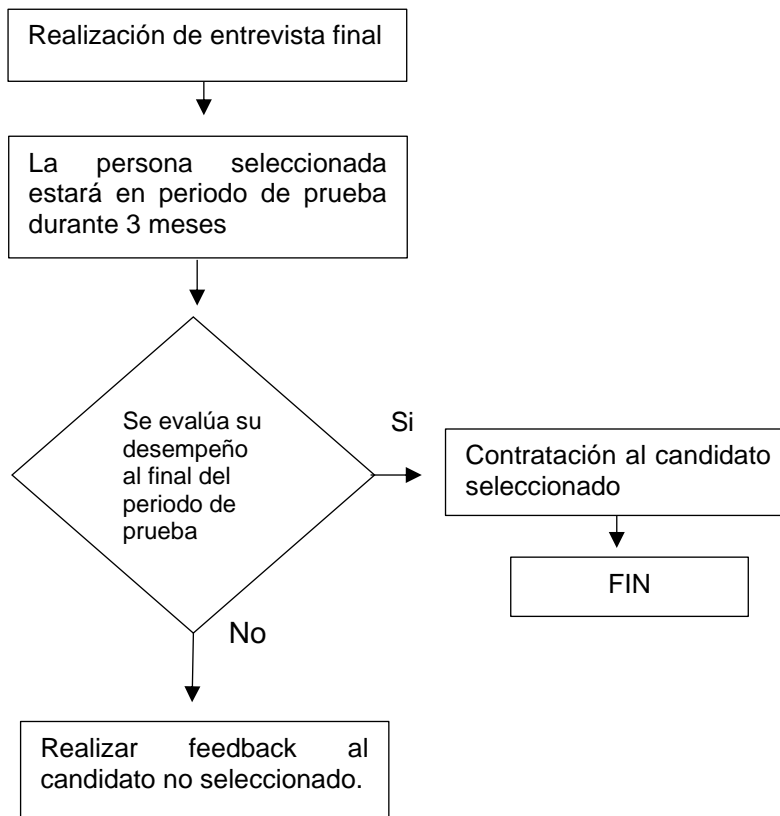 Realización de entrevista final
La persona seleccionada
estará en periodo de prueba
durante 3 meses
Se evalúa su
desempeño
al final del
periodo de
prueba
Si
Contratación al candidato
seleccionado
FIN
No
Realizar feedback al
candidato no seleccionado.